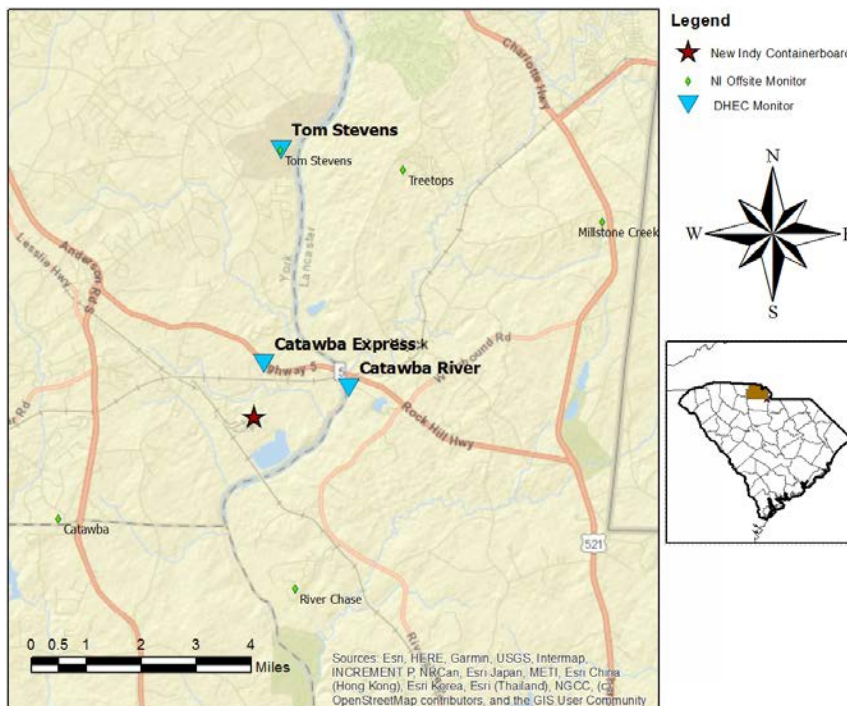 Legend
New Indy Containerboard
NI Offsite Monitor
DHEC Monitor
N
W
S
Charlotte Hwy
Tom Stevens
Tom Stevens
Treetops
Millstone Creek
Lesslie Hwy
Anderson Rd S
York
Lancaster
Catawba Express
Highway 5
Catawba River
Rock Hill Hwy
521
Catawba
River Chase
0 0.5 1 2 3 4
Miles
Sources: Esri, HERE, Garmin, USGS, Intermap,
INCREMENT P, NRCan, Esri Japan, METI, Esri China
(Hong Kong), Esri Korea, Esri (Thailand), NGCC, (c)
OpenStreetMap contributors, and the GIS User Community